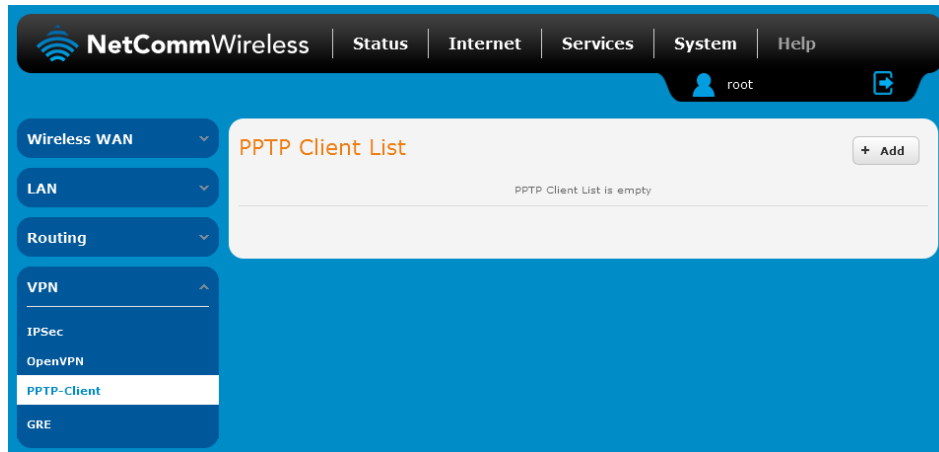 NetCommWireless Status Internet Services System Help
root
Wireless WAN
PPTP Client List
+ Add
LAN
PPTP Client List is empty
Routing
VPN
IPSec
OpenVPN
PPTP-Client
GRE